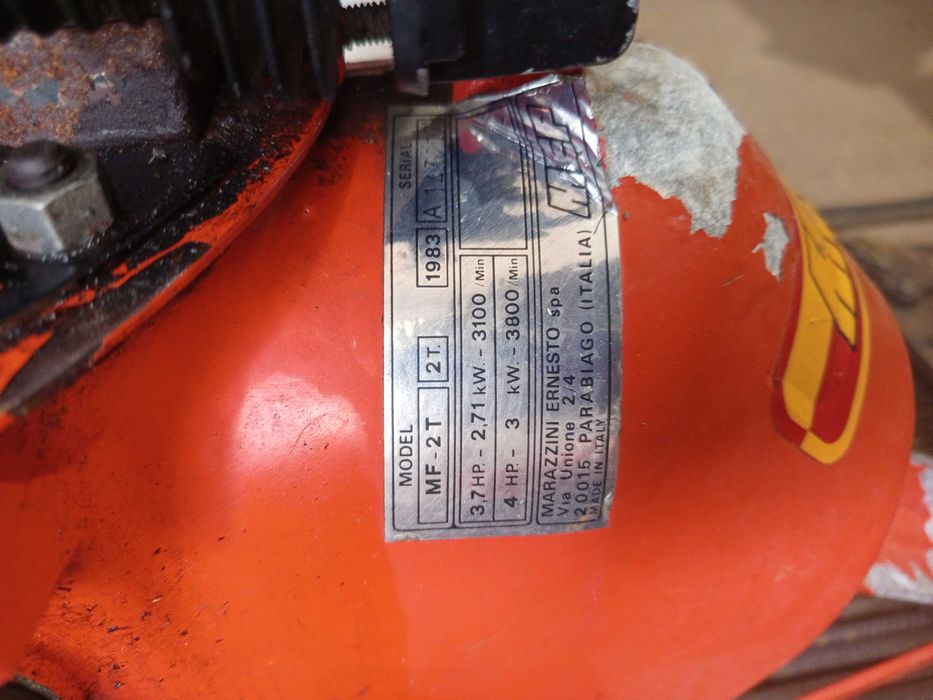 MODEL SERIAL
MF-2T 2T. 1983
3,7 HP. - 2,71 kW. - 3100 /Min
4 HP. - 3 kW. - 3800/Min
MARAZZINI ERNESTO spa
Via Unione 2/4
20015 PARABIAGO (ITALIA)
MADE IN ITALY